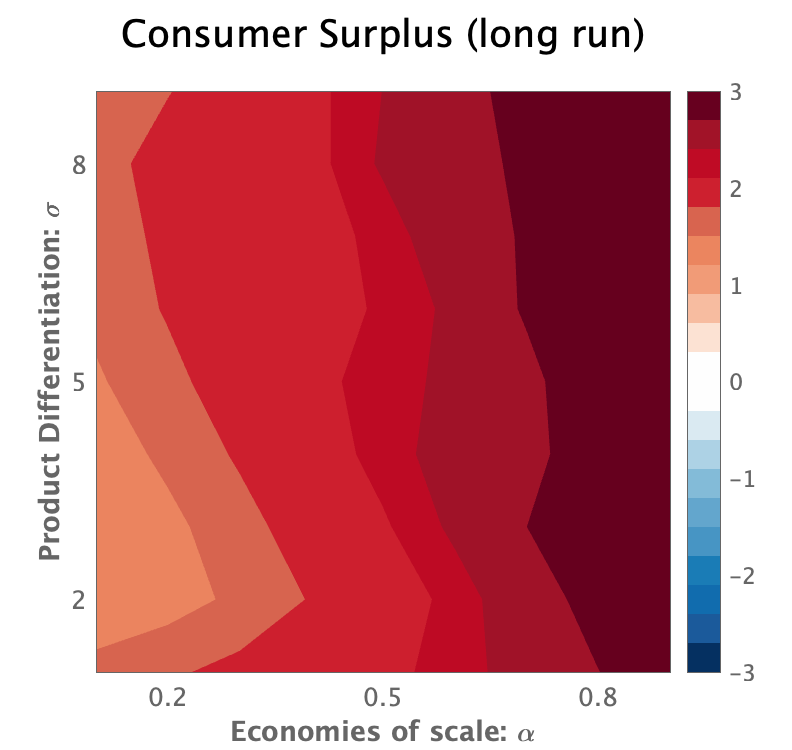 Consumer Surplus (long run)
Product Differentiation: σ
8
5
2
0.2 0.5 0.8
Economies of scale: α
3
2
1
0
−1
−2
−3